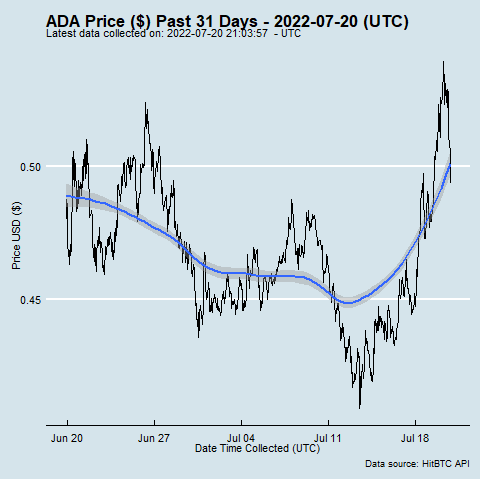 ADA Price ($) Past 31 Days - 2022-07-20 (UTC)
Latest data collected on: 2022-07-20 21:03:57 - UTC
Price USD ($)
0.50
0.45
Jun 20 Jun 27 Jul 04 Jul 11 Jul 18
Date Time Collected (UTC)
Data source: HitBTC API